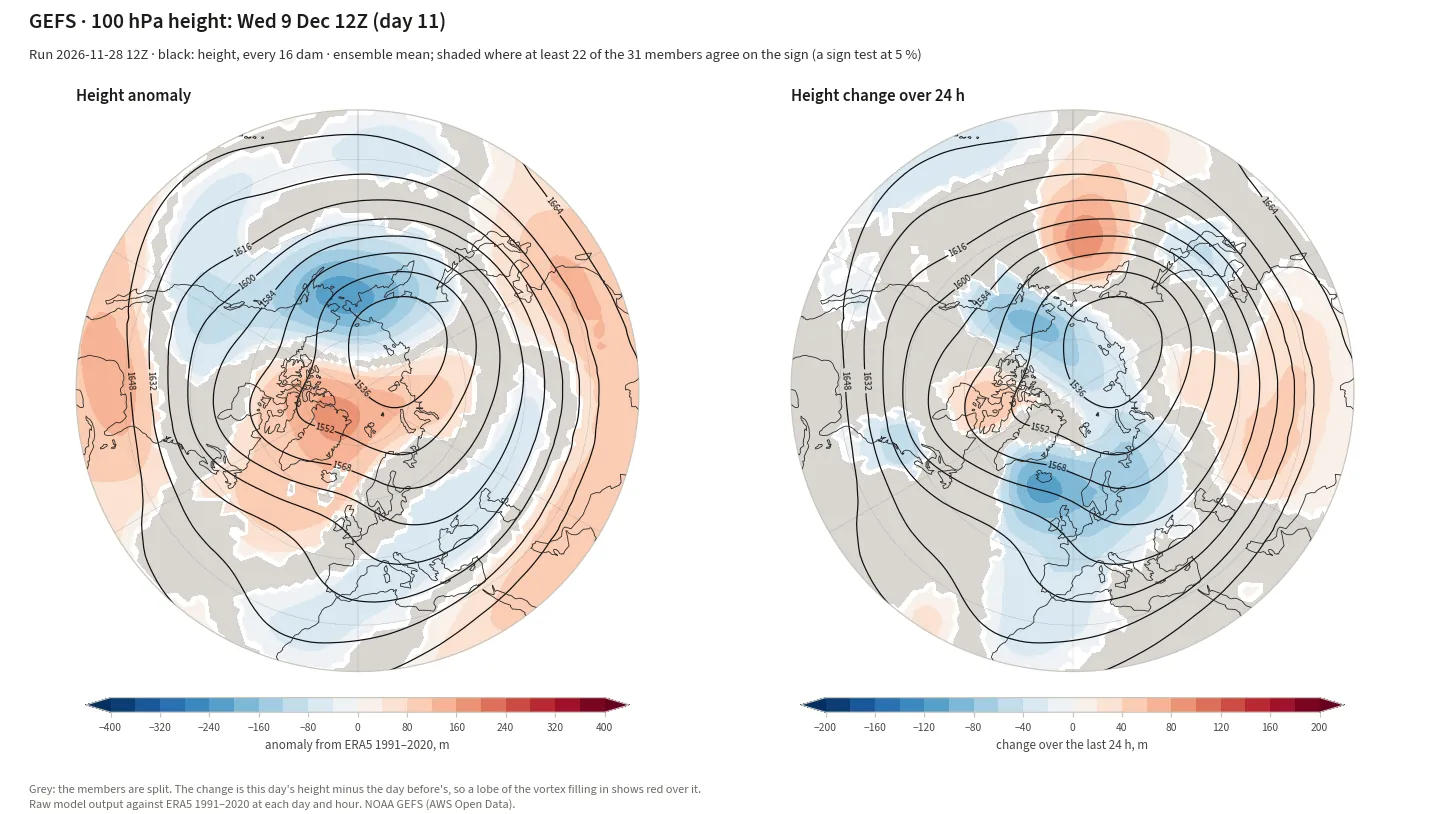 GEFS · 100 hPa height: Wed 9 Dec 12Z (day 11)
Run 2026-11-28 12Z · black: height, every 16 dam · ensemble mean; shaded where at least 22 of the 31 members agree on the sign (a sign test at 5 %)
Height anomaly
Height change over 24 h
1664
1616
1600
1584
1648
1632
1536
1552
1568
1664
1616
1600
1584
1648
1632
1536
1552
1568
−400 −320 −240 −160 −80 0 80 160 240 320 400
anomaly from ERA5 1991–2020, m
−200 −160 −120 −80 −40 0 40 80 120 160 200
change over the last 24 h, m
Grey: the members are split. The change is this day's height minus the day before's, so a lobe of the vortex filling in shows red over it.
Raw model output against ERA5 1991–2020 at each day and hour. NOAA GEFS (AWS Open Data).